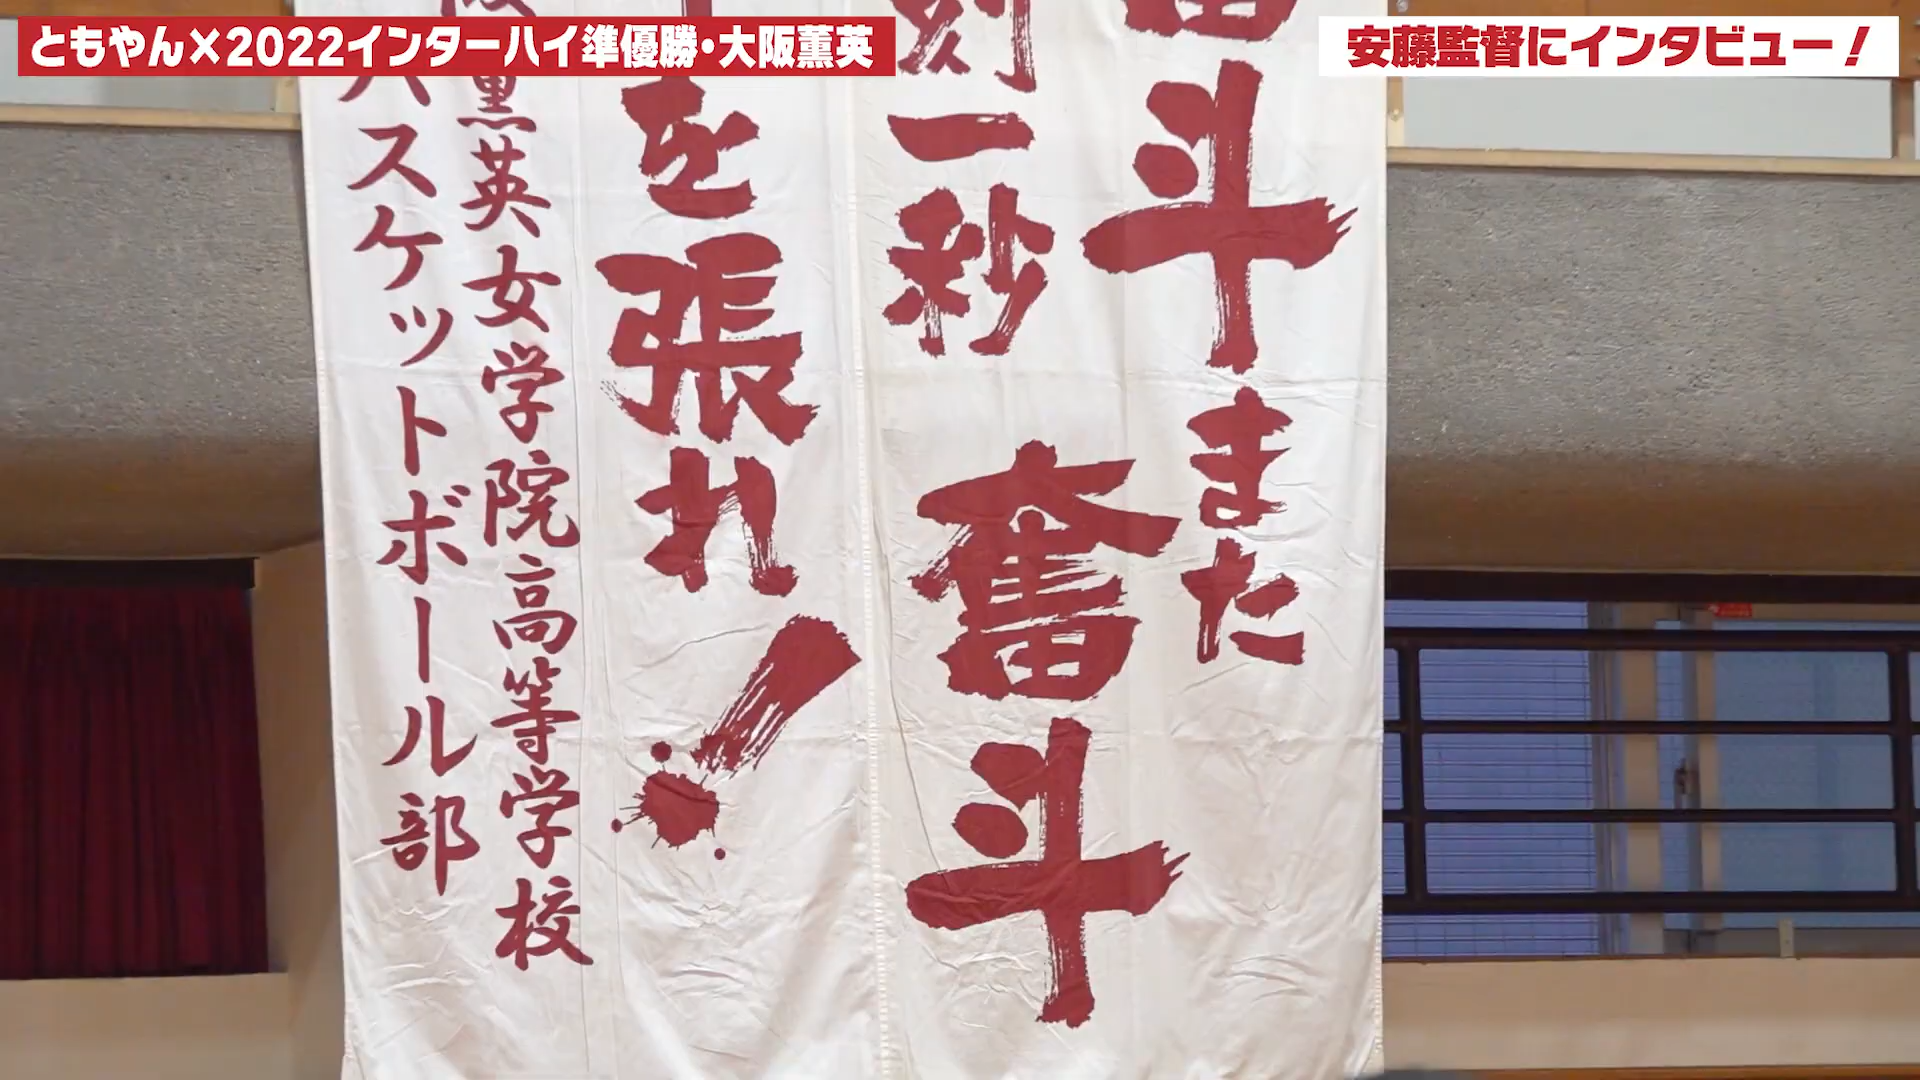 ともやん×2022インターハイ準優勝・大阪薫英
安藤監督にインタビュー！
奮斗また
刻一秒 奮斗
を張れ！
阪薫英女学院高等学校
バスケットボール部